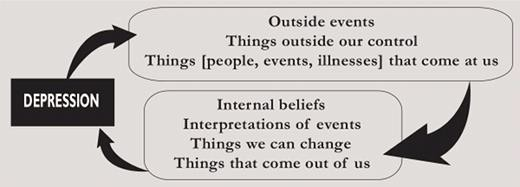 Outside events
Things outside our control
Things [people, events, illnesses] that come at us
DEPRESSION
Internal beliefs
Interpretations of events
Things we can change
Things that come out of us